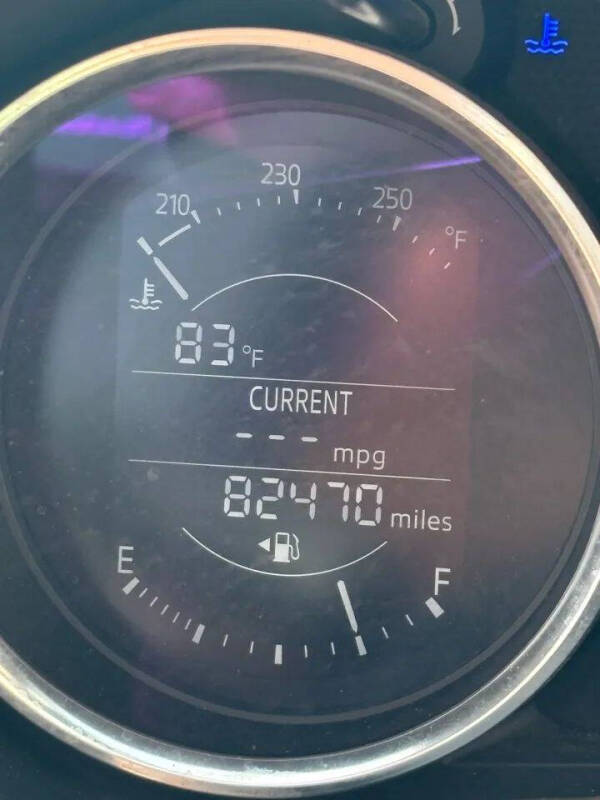 230
210
250
°F
83 °F
CURRENT
--- mpg
82470 miles
E
F